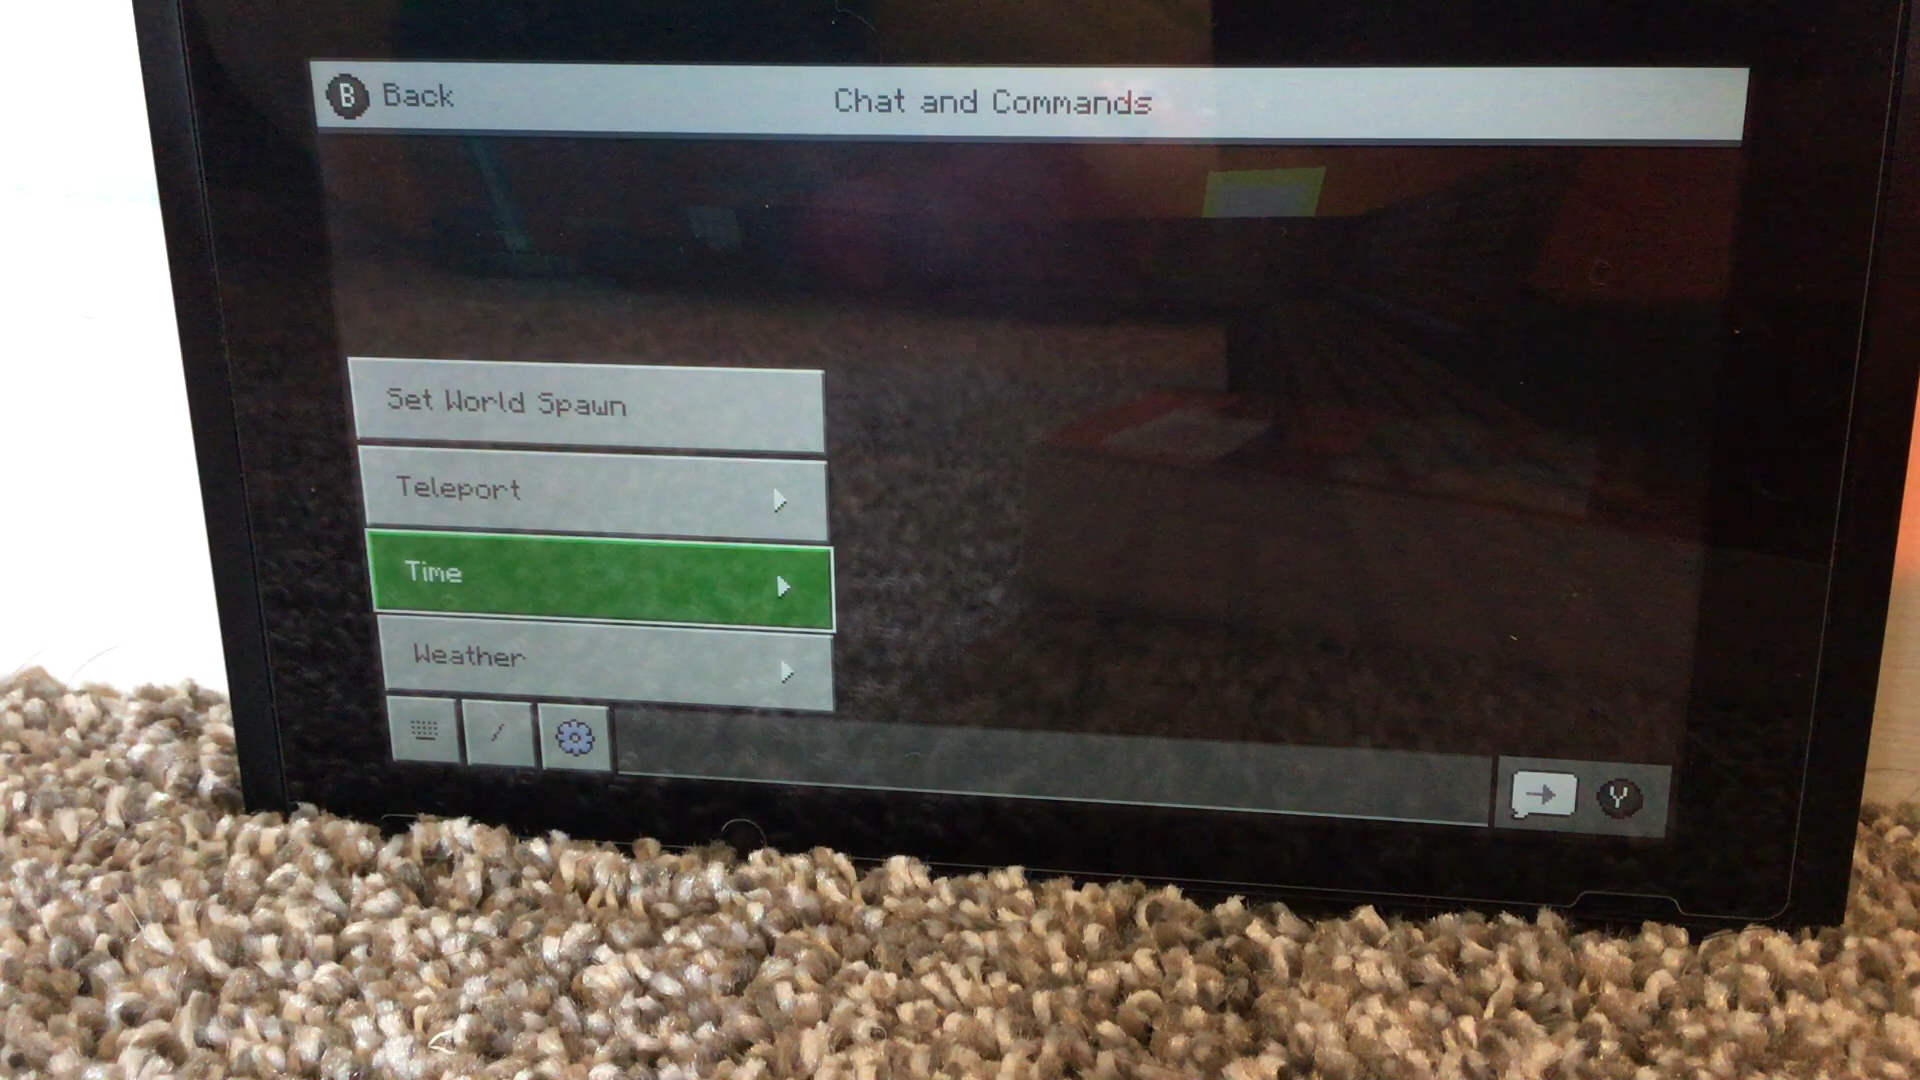 B Back
Chat and Commands
Set World Spawn
Teleport
Time
Weather
/
Y